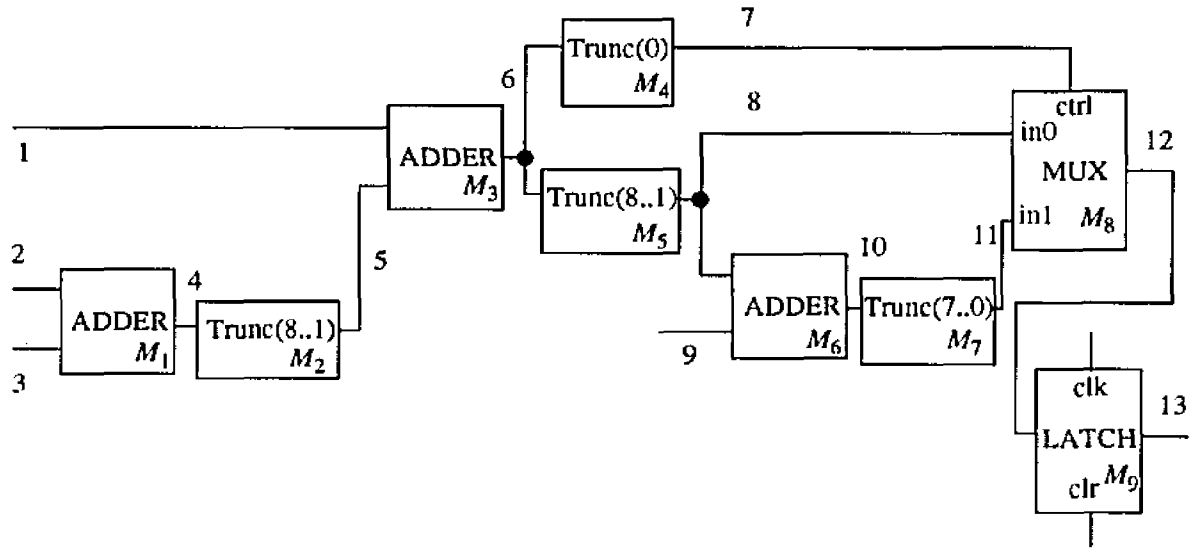 7
Trunc(0)
M4
6
8
ctrl
in0
12
1
ADDER
M3
MUX
Trunc(8..1)
M5
in1
M8
11
2
5
10
4
ADDER
M1
Trunc(8..1)
M2
ADDER
M6
Trunc(7..0)
M7
3
9
clk
13
LATCH
M9
clr